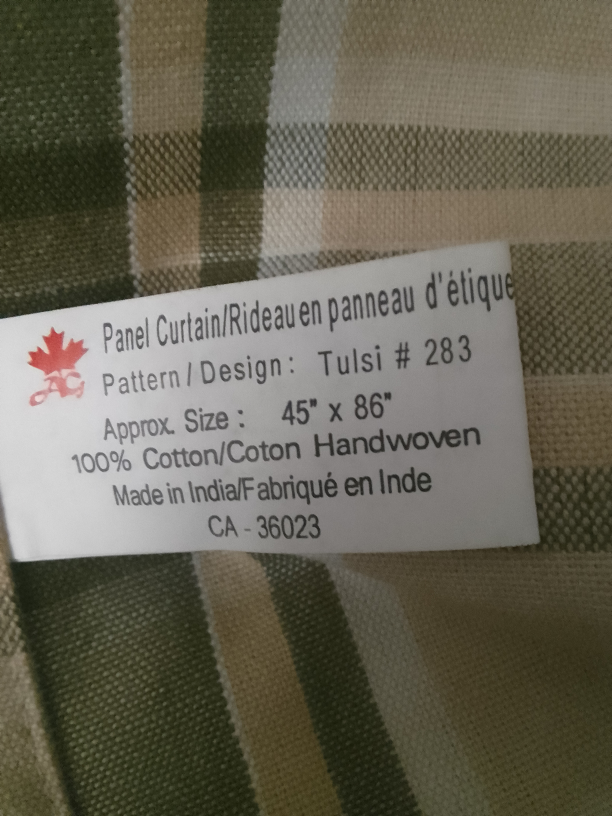 Panel Curtain/Rideau en panneau d'étique
Pattern / Design : Tulsi # 283
Approx. Size : 45" x 86"
100% Cotton/Coton Handwoven
Made in India/Fabriqué en Inde
CA - 36023